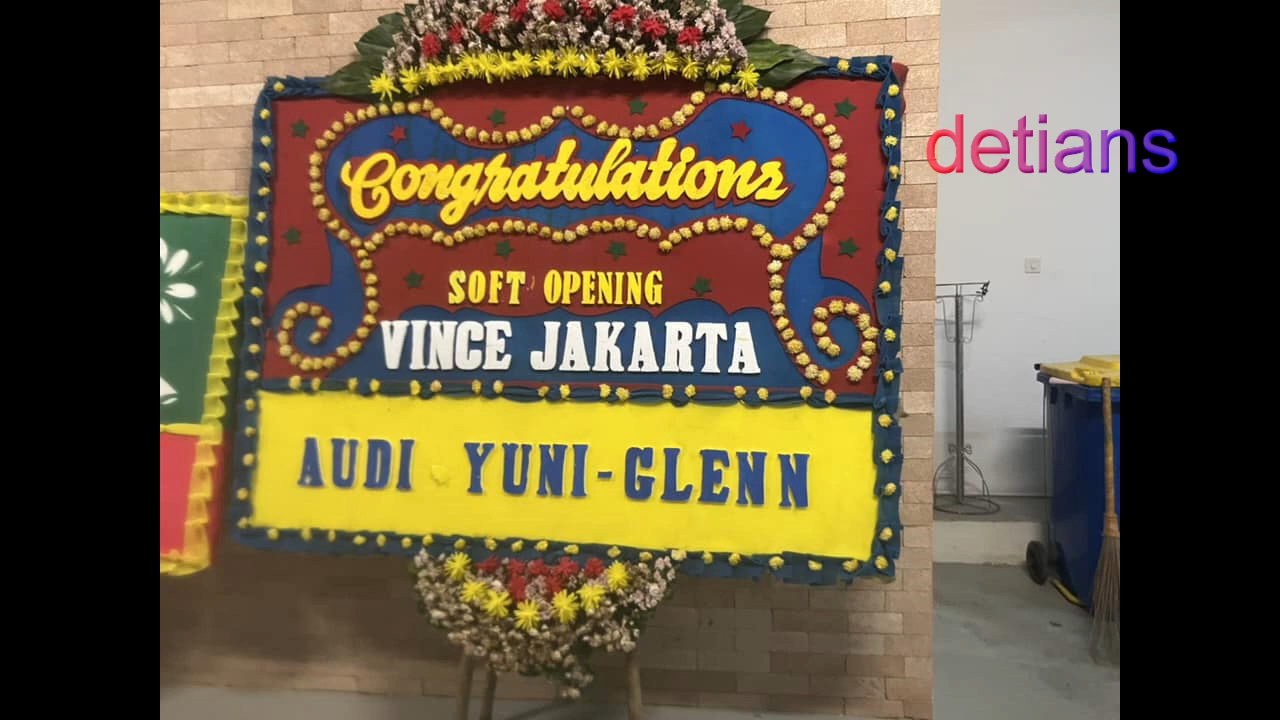 Congratulations
SOFT OPENING
VINCE JAKARTA
AUDI YUNI-GLENN
detians